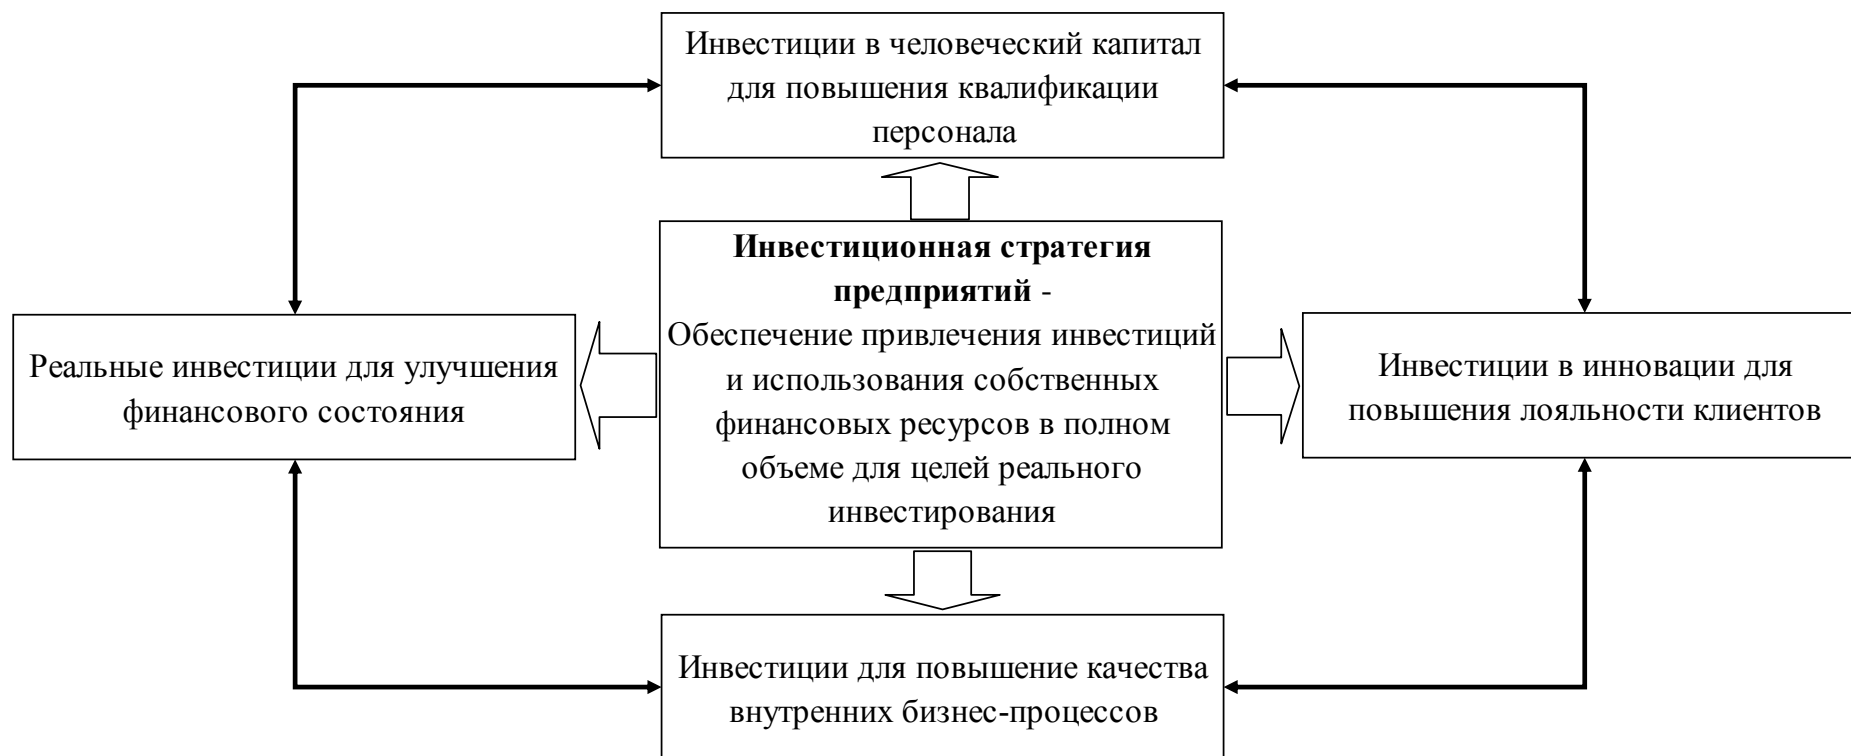 Инвестиции в человеческий капитал
для повышения квалификации
персонала
Инвестиционная стратегия
предприятий -
Обеспечение привлечения инвестиций
и использования собственных
финансовых ресурсов в полном
объеме для целей реального
инвестирования
Реальные инвестиции для улучшения
финансового состояния
Инвестиции в инновации для
повышения лояльности клиентов
Инвестиции для повышение качества
внутренних бизнес-процессов